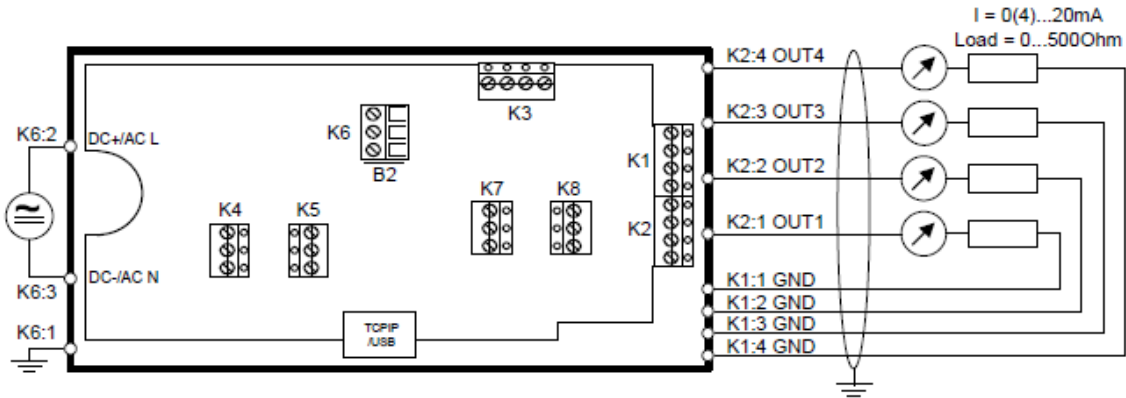 I = 0(4)...20mA
Load = 0...500Ohm
K2:4 OUT4
K3
K6
K6:2
DC+/AC L
K2:3 OUT3
B2
K1
K2:2 OUT2
K7
K8
K4
K5
K2
K2:1 OUT1
DC-/AC N
K6:3
K1:1 GND
K1:2 GND
K6:1
TCPIP
/USB
K1:3 GND
K1:4 GND